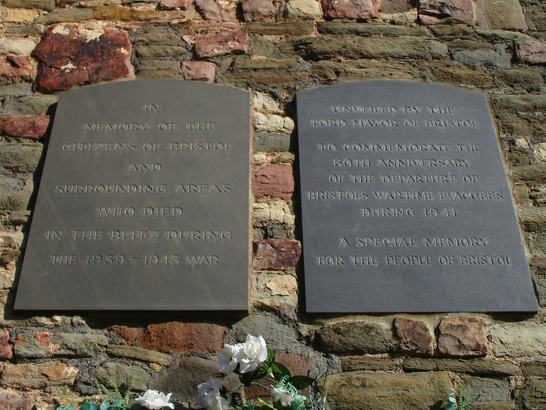 IN
MEMORY OF THE
CITIZENS OF BRISTOL
AND
SURROUNDING AREAS
WHO DIED
IN THE BLITZ DURING
THE 1939 - 1945 WAR
UNVEILED BY THE
LORD MAYOR OF BRISTOL
TO COMMEMORATE THE
60TH ANNIVERSARY
OF THE DEPARTURE OF
BRISTOLS WARTIME EVACUEES
DURING 1941
A SPECIAL MEMORY
FOR THE PEOPLE OF BRISTOL